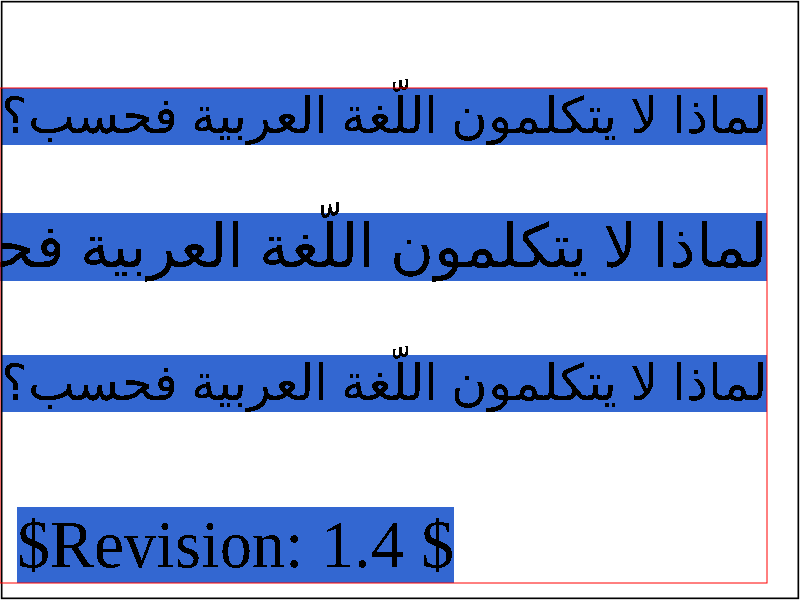 لماذا لا يتكلمون اللّغة العربية فحسب؟
لماذا لا يتكلمون اللّغة العربية
لماذا لا يتكلمون اللّغة العربية فحسب؟
$Revision: 1.4 $